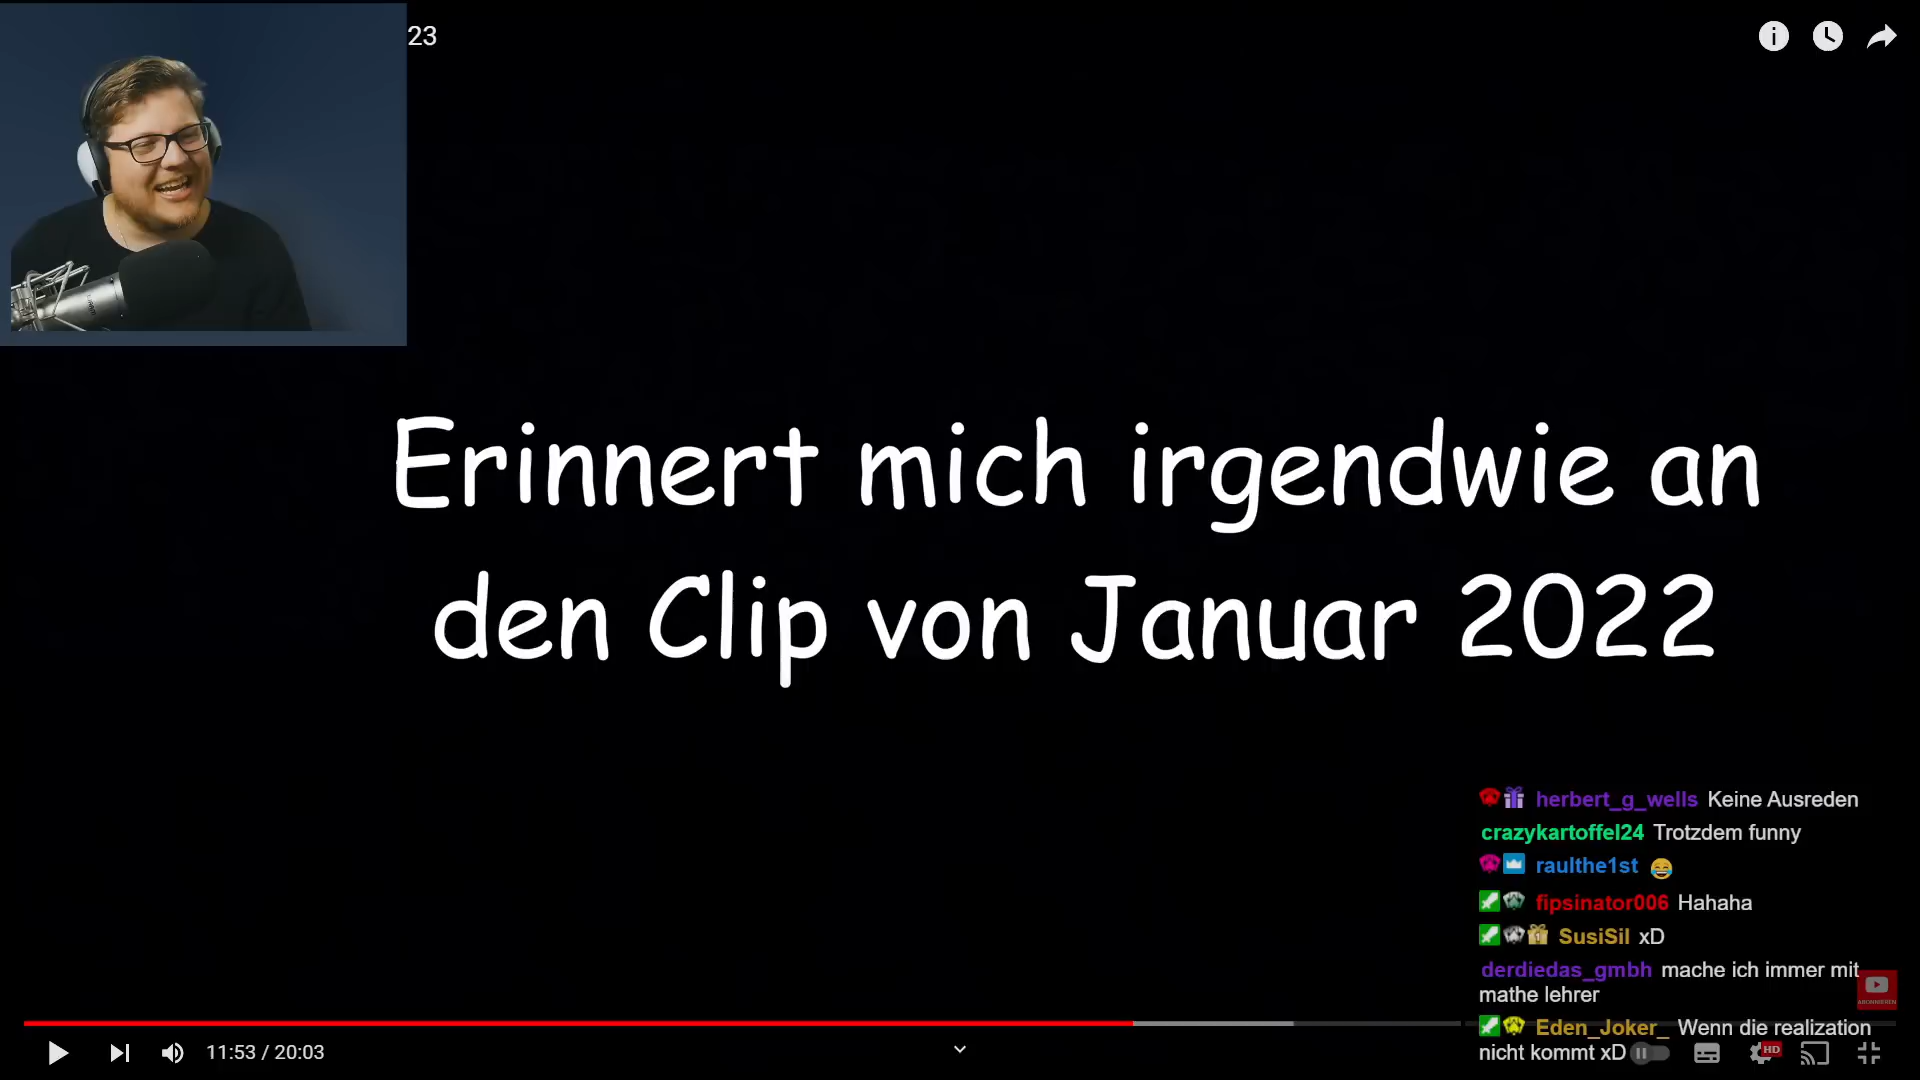 23
Erinnert mich irgendwie an
den Clip von Januar 2022
herbert_g_wells Keine Ausreden
crazykartoffel24 Trotzdem funny
raulthe1st 😂
fipsinator006 Hahaha
SusiSil xD
derdiedas_gmbh mache ich immer mit
mathe lehrer
ABONNIEREN
Eden_Joker_ Wenn die realization
nicht kommt xD
11:53 / 20:03
HD